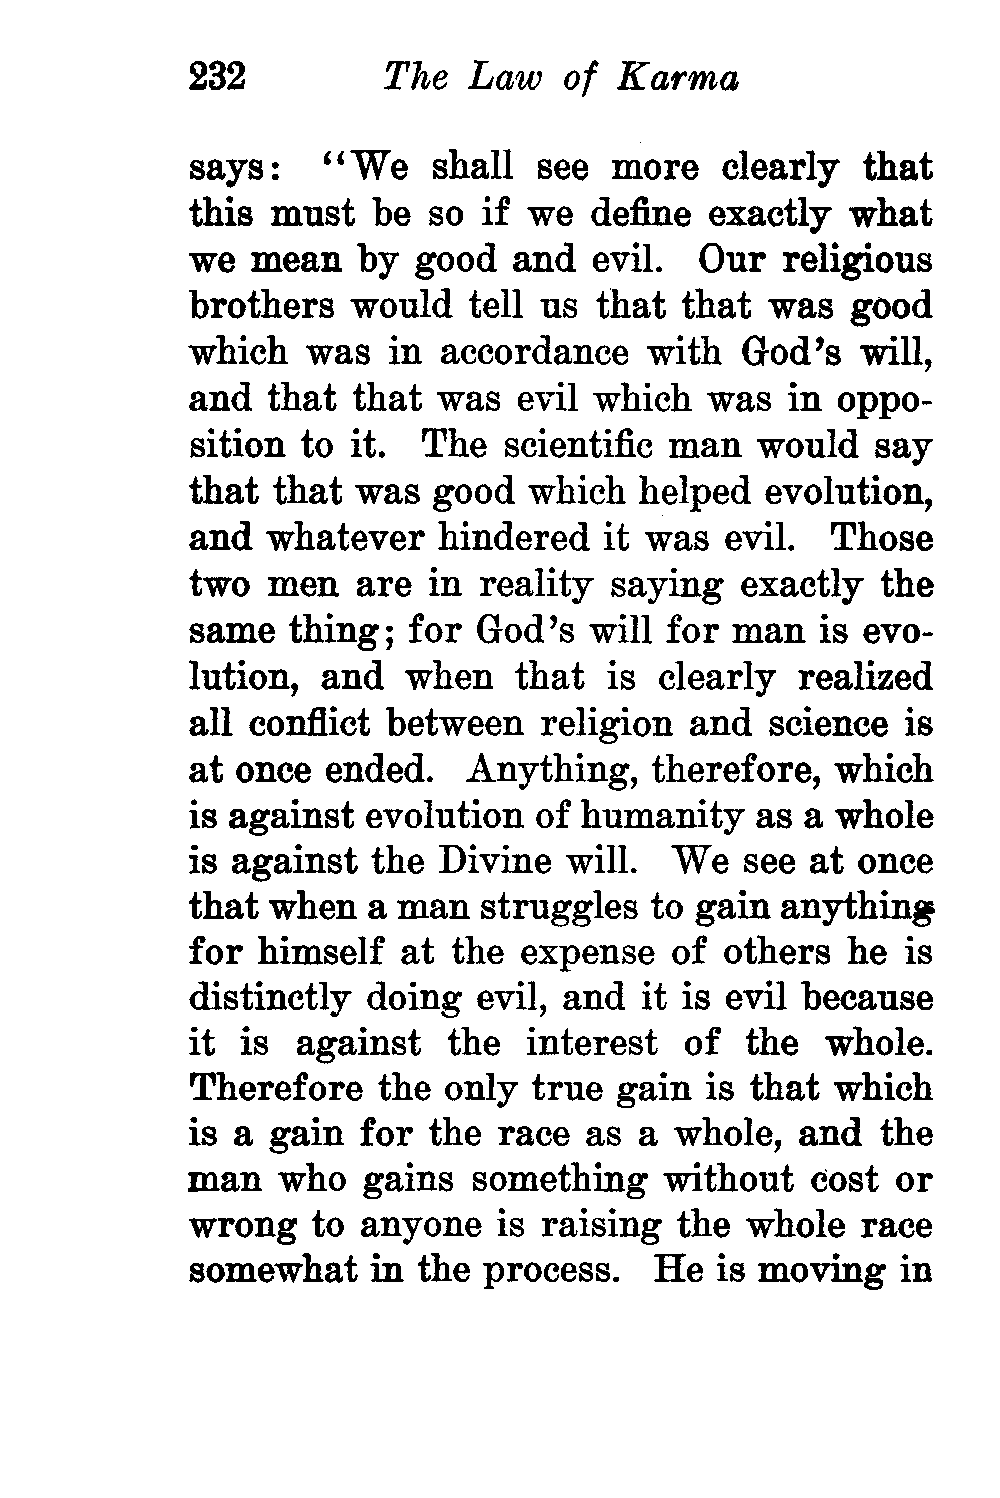 232 The Law of Karma
says: "We shall see more clearly that
this must be so if we define exactly what
we mean by good and evil. Our religious
brothers would tell us that that was good
which was in accordance with God's will,
and that that was evil which was in oppo-
sition to it. The scientific man would say
that that was good which helped evolution,
and whatever hindered it was evil. Those
two men are in reality saying exactly the
same thing; for God's will for man is evo-
lution, and when that is clearly realized
all conflict between religion and science is
at once ended. Anything, therefore, which
is against evolution of humanity as a whole
is against the Divine will. We see at once
that when a man struggles to gain anything
for himself at the expense of others he is
distinctly doing evil, and it is evil because
it is against the interest of the whole.
Therefore the only true gain is that which
is a gain for the race as a whole, and the
man who gains something without cost or
wrong to anyone is raising the whole race
somewhat in the process. He is moving in